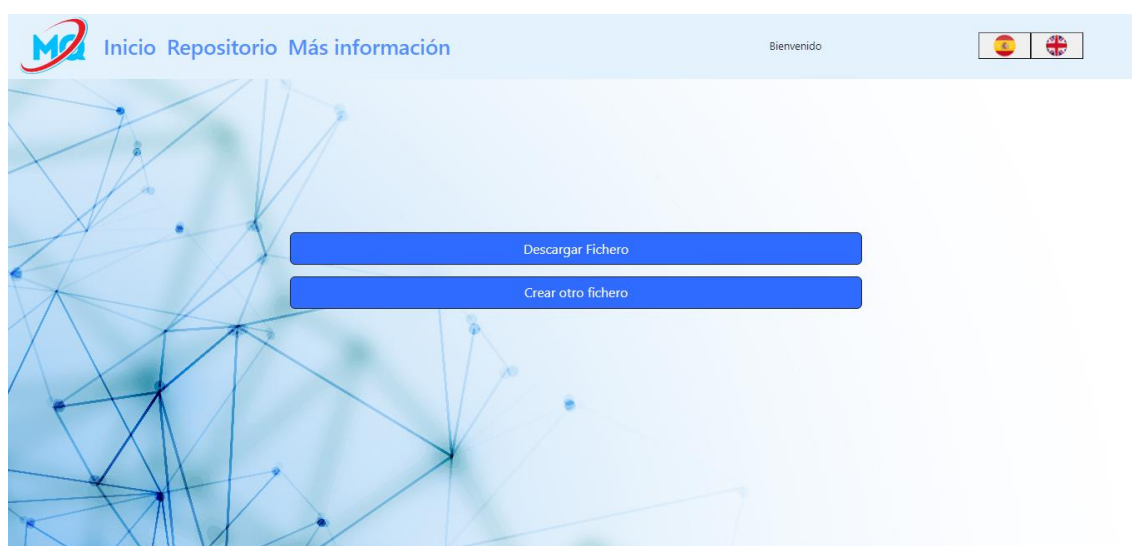 MQ
Inicio Repositorio Más información
Bienvenido
Descargar Fichero
Crear otro fichero